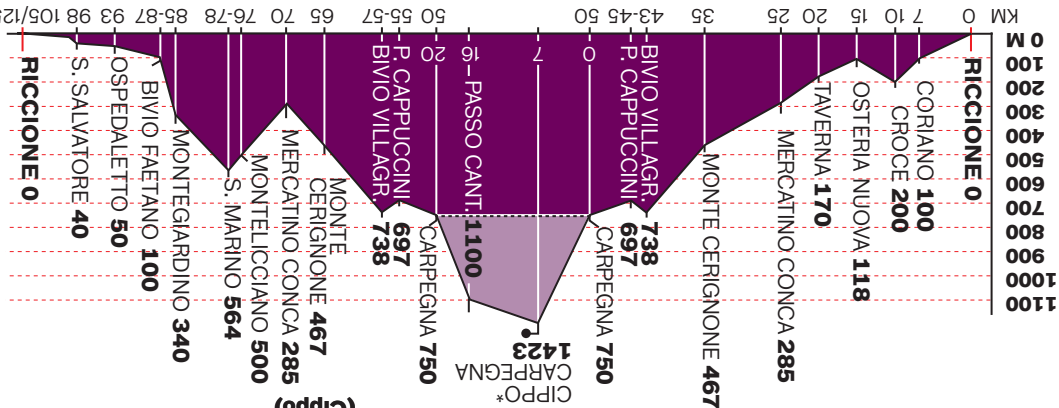 (Cippo)
CIPPO*
CARPEGNA
1423
RICCIONE 0
CORIANO 100
CROCE 200
OSTERIA NUOVA 118
TAVERNA 170
MERCATINO CONCA 285
MONTE CERIGNONE 467
BIVIO VILLAGR. 738
P. CAPPUCCINI 697
CARPEGNA 750
PASSO CANT. 1100
CARPEGNA 750
P. CAPPUCCINI 697
BIVIO VILLAGR. 738
MONTE
CERIGNONE 467
MERCATINO CONCA 285
MONTELICCIANO 500
S. MARINO 564
MONTEGIARDINO 340
BIVIO FAETANO 100
OSPEDALETTO 50
S. SALVATORE 40
RICCIONE 0
1100
1000
900
800
700
600
500
400
300
200
100
0 M
0 7 16 20
KM 0 7 10 15 20 25 35 43-45 50 50 55-57 65 70 76-78 85-87 93 98 105/125